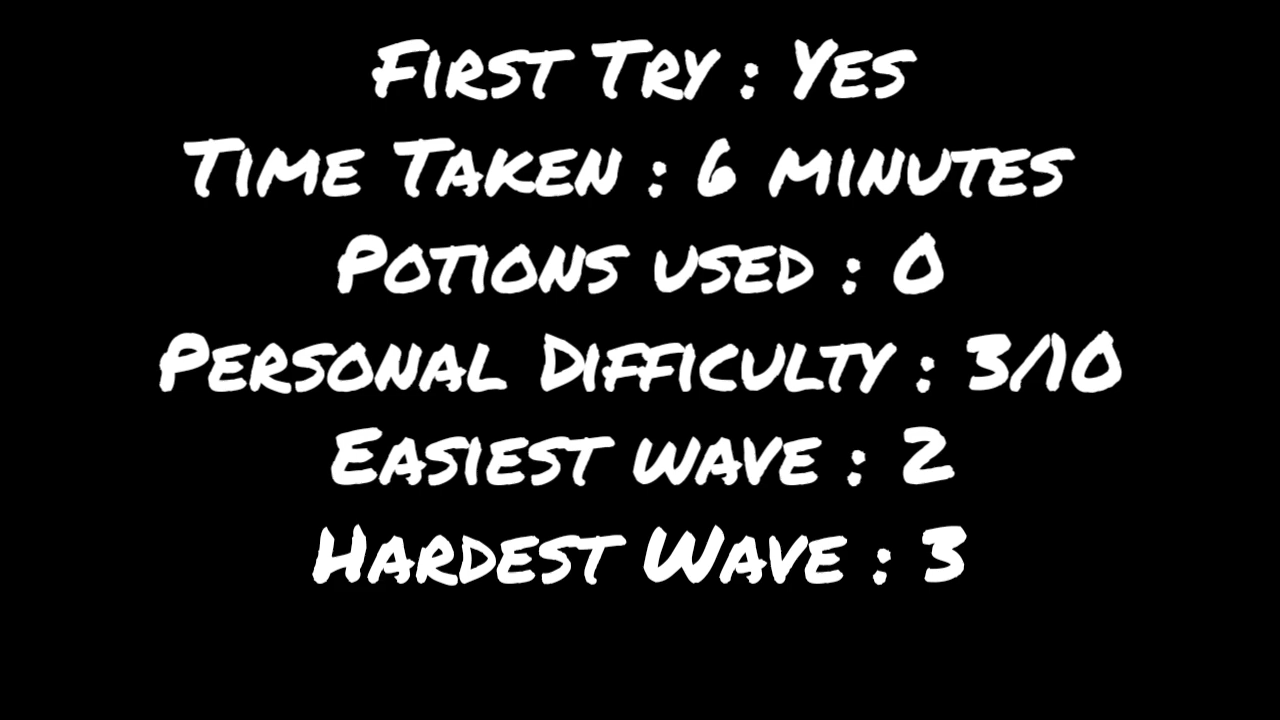 First Try : Yes
Time Taken : 6 minutes
Potions used : 0
Personal Difficulty : 3/10
Easiest wave : 2
Hardest Wave : 3